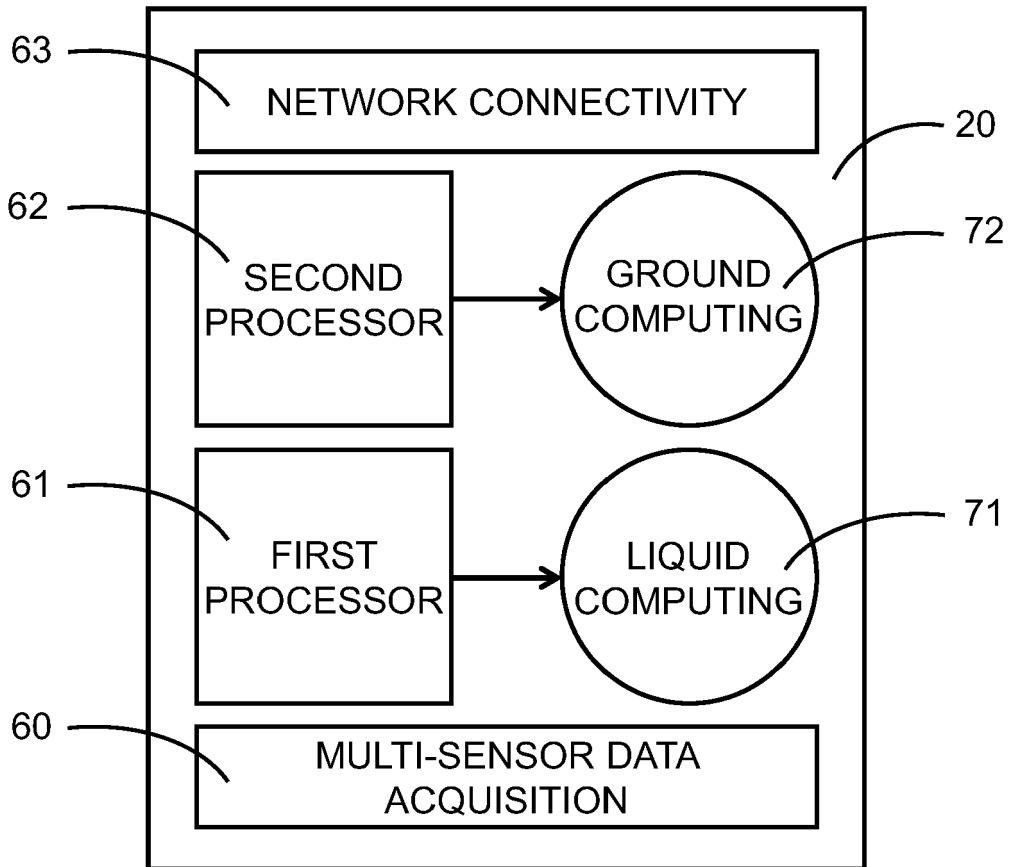 63
NETWORK CONNECTIVITY
20
62
SECOND
PROCESSOR
GROUND
COMPUTING
72
61
FIRST
PROCESSOR
LIQUID
COMPUTING
71
60
MULTI-SENSOR DATA
ACQUISITION